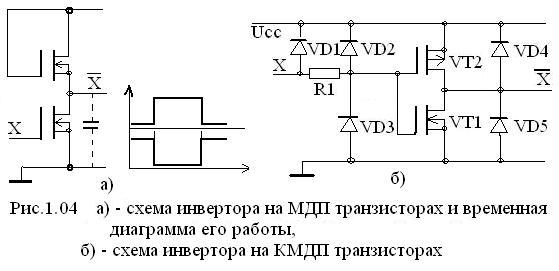 X̅
X
а)
Ucc
VD1
VD2
VT2
VD4
X
R1
X̅
VD3
VT1
VD5
б)
Рис.1.04 а) - схема инвертора на МДП транзисторах и временная
диаграмма его работы,
б) - схема инвертора на КМДП транзисторах